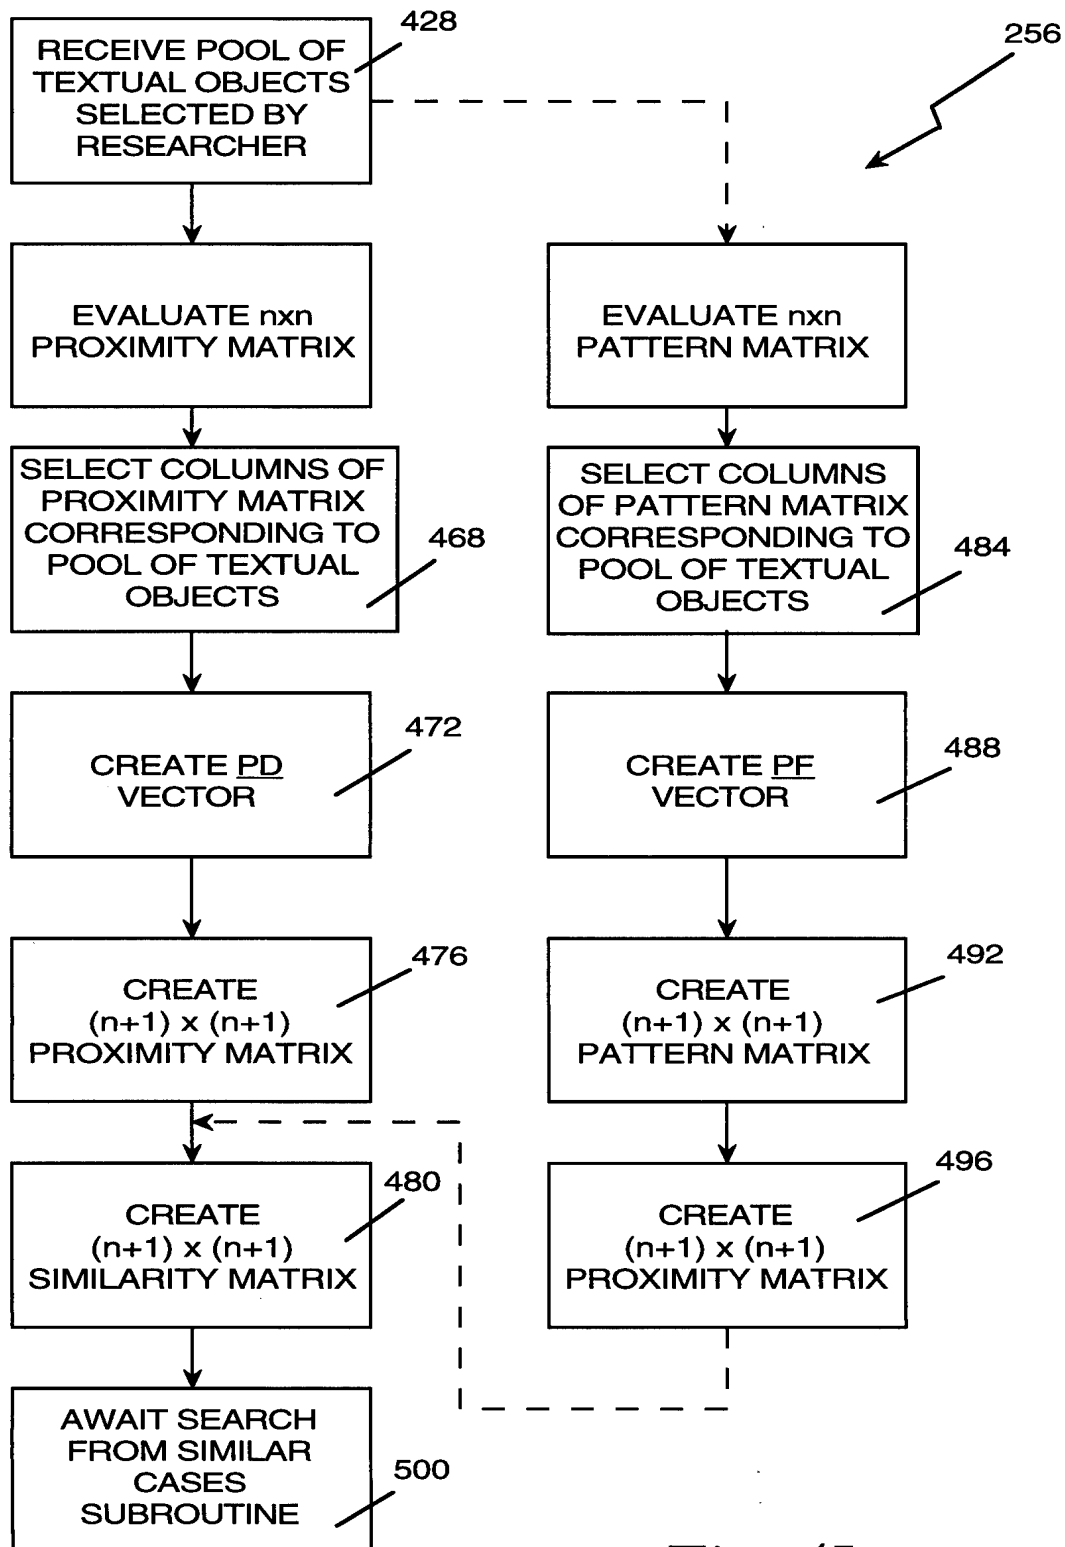 428
256
RECEIVE POOL OF
TEXTUAL OBJECTS
SELECTED BY
RESEARCHER
EVALUATE nxn
PROXIMITY MATRIX
EVALUATE nxn
PATTERN MATRIX
SELECT COLUMNS OF
PROXIMITY MATRIX
CORRESPONDING TO
POOL OF TEXTUAL
OBJECTS
468
SELECT COLUMNS
OF PATTERN MATRIX
CORRESPONDING TO
POOL OF TEXTUAL
OBJECTS
484
CREATE PD
VECTOR
472
CREATE PF
VECTOR
488
CREATE
(n+1) x (n+1)
PROXIMITY MATRIX
476
CREATE
(n+1) x (n+1)
PATTERN MATRIX
492
CREATE
(n+1) x (n+1)
SIMILARITY MATRIX
480
CREATE
(n+1) x (n+1)
PROXIMITY MATRIX
496
AWAIT SEARCH
FROM SIMILAR
CASES
SUBROUTINE
500